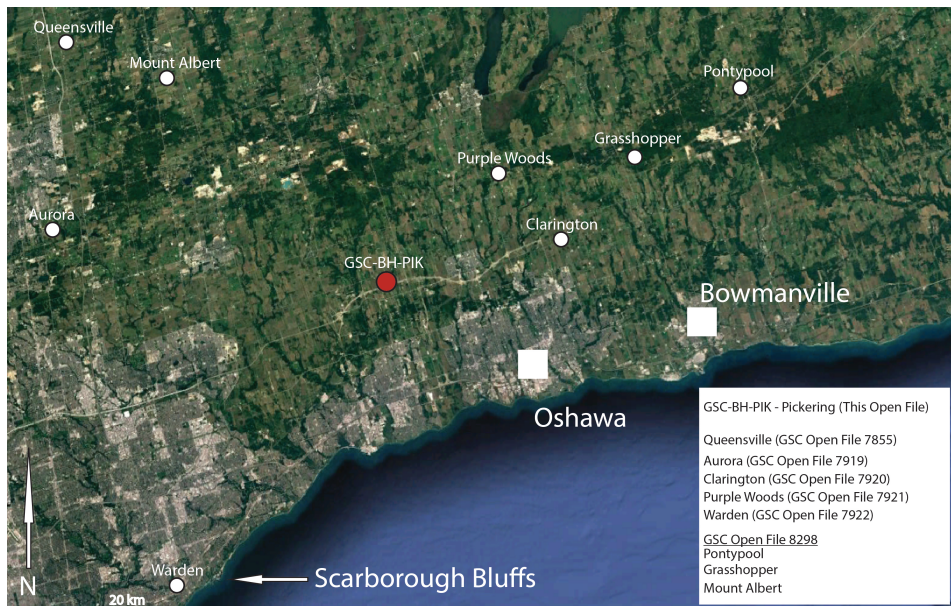 Queensville
Mount Albert
Pontypool
Grasshopper
Purple Woods
Aurora
Clarington
GSC-BH-PIK
Bowmanville
Oshawa
GSC-BH-PIK - Pickering (This Open File)
Queensville (GSC Open File 7855)
Aurora (GSC Open File 7919)
Clarington (GSC Open File 7920)
Purple Woods (GSC Open File 7921)
Warden (GSC Open File 7922)
GSC Open File 8298
Pontypool
Grasshopper
Mount Albert
N
Warden
Scarborough Bluffs
20 km